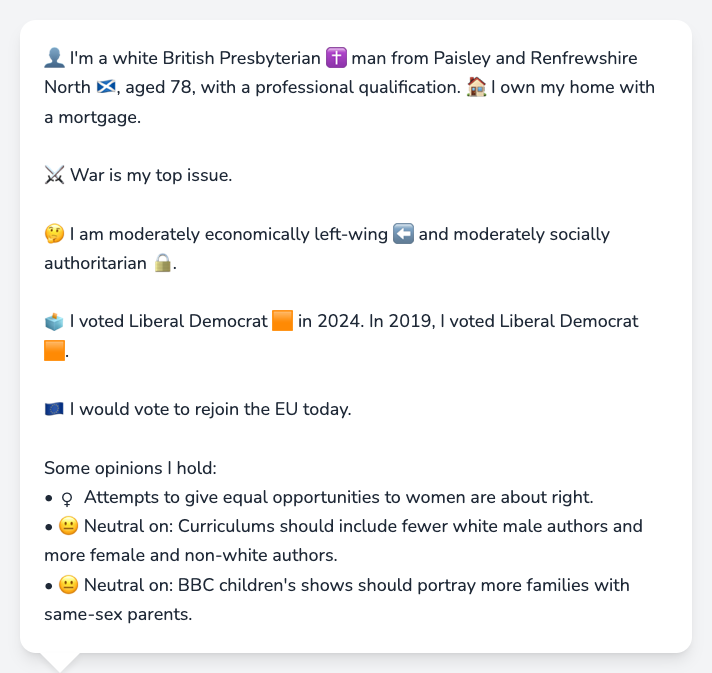 👤 I'm a white British Presbyterian ✝️ man from Paisley and Renfrewshire
North 🏴󠁧󠁢󠁳󠁣󠁴󠁿, aged 78, with a professional qualification. 🏠 I own my home with
a mortgage.
⚔️ War is my top issue.
🤔 I am moderately economically left-wing ⬅️ and moderately socially
authoritarian 🔒.
🗳️ I voted Liberal Democrat 🟧 in 2024. In 2019, I voted Liberal Democrat
🟧.
🇪🇺 I would vote to rejoin the EU today.
Some opinions I hold:
• ♀ Attempts to give equal opportunities to women are about right.
• 😐 Neutral on: Curriculums should include fewer white male authors and
more female and non-white authors.
• 😐 Neutral on: BBC children's shows should portray more families with
same-sex parents.